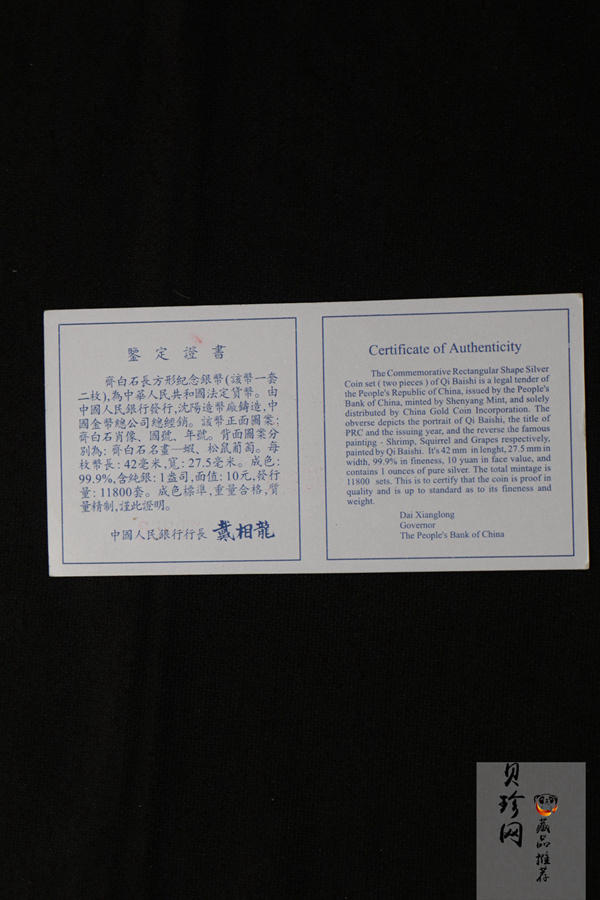 鑒定證書
齊白石長方形紀念銀幣(該幣一套
二枚),為中華人民共和國法定貨幣。由
中國人民銀行發行,沈陽造幣廠鑄造,中
國金幣總公司總經銷。該幣正面圖案:
齊白石肖像、國號、年號。背面圖案分
別為:齊白石名畫—蝦、松鼠葡萄。每
枚幣長:42毫米,寬:27.5毫米。成色:
99.9%,含純銀:1盎司,面值:10元,發行
量:11800套。成色標準,重量合格,質
量精制,謹此證明。
中國人民銀行行長 戴相龍
Certificate of Authenticity
The Commemorative Rectangular Shape Silver
Coin set ( two pieces ) of Qi Baishi is a legal tender of
the People's Republic of China, issued by the People's
Bank of China, minted by Shenyang Mint, and solely
distributed by China Gold Coin Incorporation. The
obverse depicts the portrait of Qi Baishi, the title of
PRC and the issuing year, and the reverse the famous
painting - Shrimp, Squirrel and Grapes respectively,
painted by Qi Baishi. It's 42 mm in lenght, 27.5 mm in
width, 99.9% in fineness, 10 yuan in face value, and
contains 1 ounces of pure silver. The total mintage is
11800 sets. This is to certify that the coin is proof in
quality and is up to standard as to its fineness and
weight.
Dai Xianglong
Governor
The People's Bank of China
贝珍网
藏品推荐